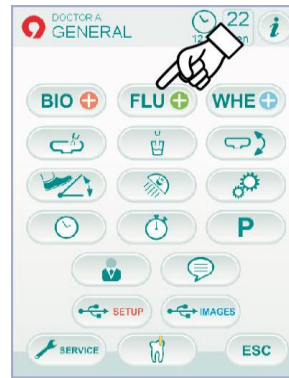 DOCTOR A
GENERAL
22
i
BIO
FLU
WHE
P
SETUP
IMAGES
SERVICE
ESC